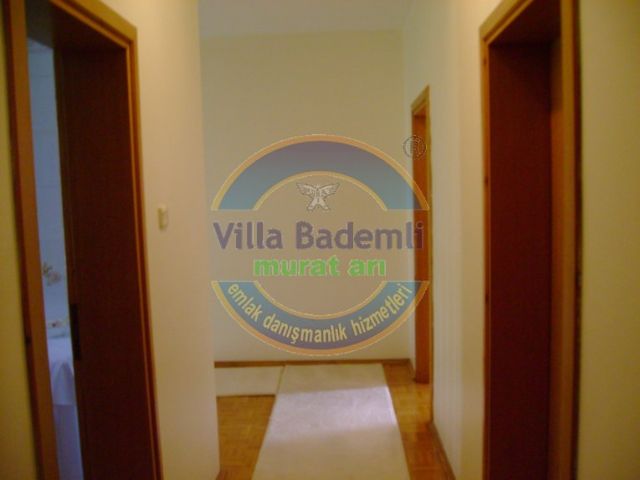 ®
Villa Bademli
murat arı
emlak danışmanlık hizmetleri